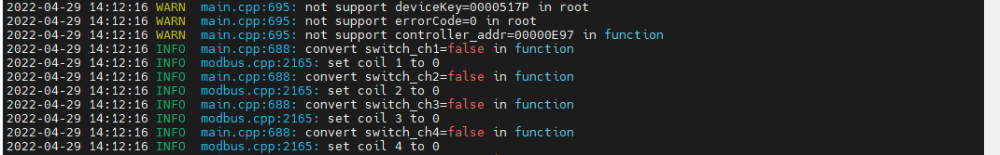 2022-04-29 14:12:16 WARN  main.cpp:695: not support deviceKey=0000517P in root
2022-04-29 14:12:16 WARN  main.cpp:695: not support errorCode=0 in root
2022-04-29 14:12:16 WARN  main.cpp:695: not support controller_addr=00000E97 in function
2022-04-29 14:12:16 INFO  main.cpp:688: convert switch_ch1=false in function
2022-04-29 14:12:16 INFO  modbus.cpp:2165: set coil 1 to 0
2022-04-29 14:12:16 INFO  main.cpp:688: convert switch_ch2=false in function
2022-04-29 14:12:16 INFO  modbus.cpp:2165: set coil 2 to 0
2022-04-29 14:12:16 INFO  main.cpp:688: convert switch_ch3=false in function
2022-04-29 14:12:16 INFO  modbus.cpp:2165: set coil 3 to 0
2022-04-29 14:12:16 INFO  main.cpp:688: convert switch_ch4=false in function
2022-04-29 14:12:16 INFO  modbus.cpp:2165: set coil 4 to 0